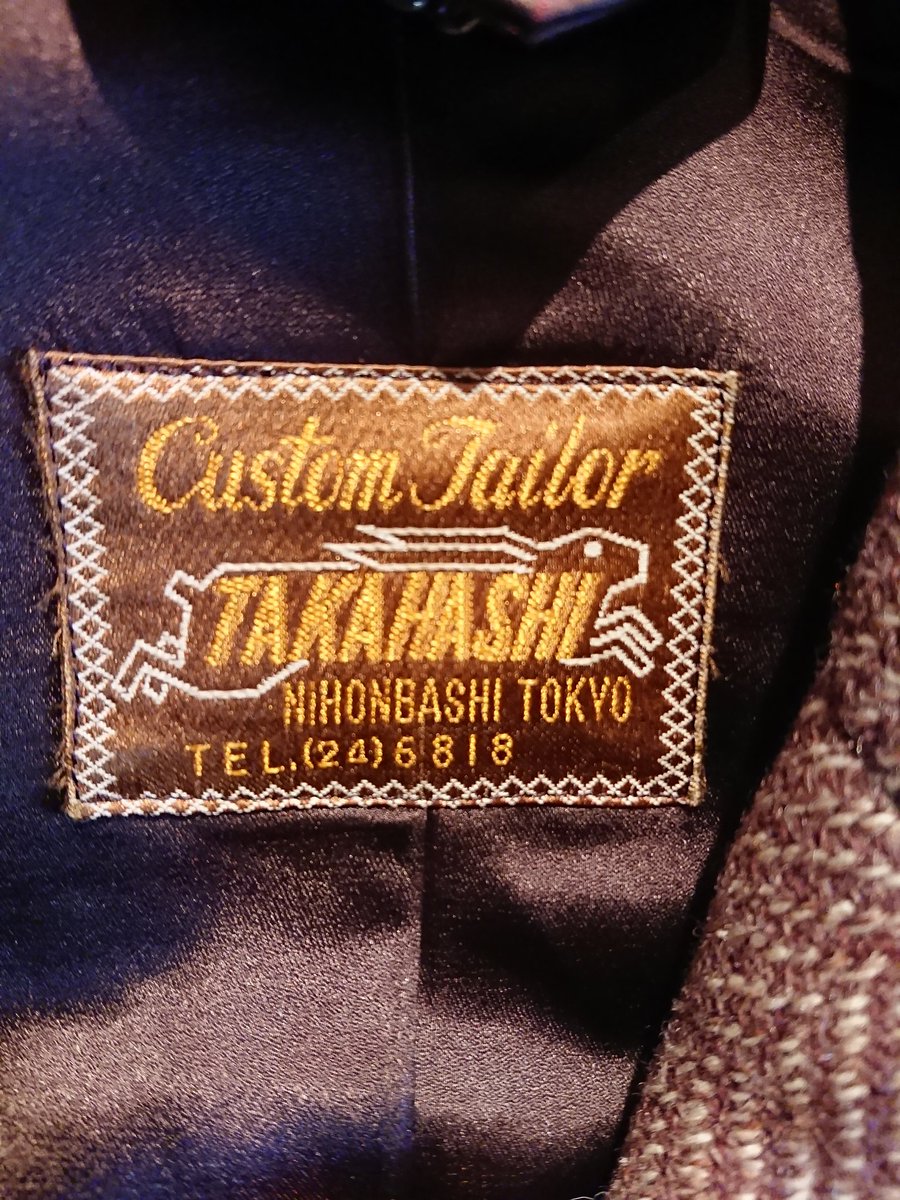 Custom Tailor
TAKAHASHI
NIHONBASHI TOKYO
TEL.(24)6818